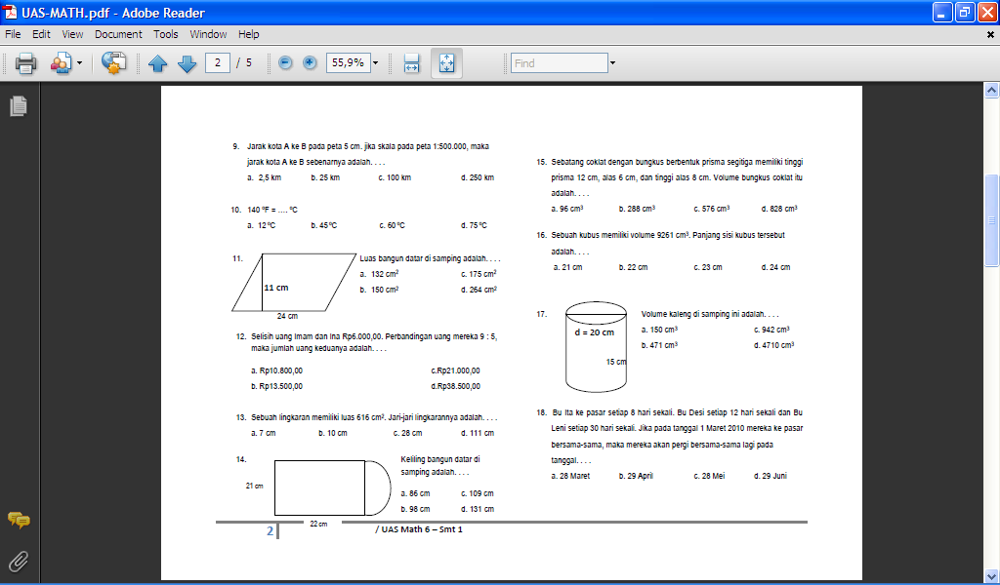 UAS-MATH.pdf - Adobe Reader
File Edit View Document Tools Window Help
2 / 5 55,9% Find
9. Jarak kota A ke B pada peta 5 cm. jika skala pada peta 1:500.000, maka
jarak kota A ke B sebenarnya adalah. . . .
a. 2,5 km b. 25 km c. 100 km d. 250 km
10. 140 ºF = .... ºC
a. 12 ºC b. 45 ºC c. 60 ºC d. 75 ºC
11. Luas bangun datar di samping adalah. . . .
a. 132 cm² c. 175 cm²
11 cm
b. 150 cm² d. 264 cm²
24 cm
12. Selisih uang Imam dan Ina Rp6.000,00. Perbandingan uang mereka 9 : 5,
maka jumlah uang keduanya adalah. . . .
a. Rp10.800,00 c.Rp21.000,00
b. Rp13.500,00 d.Rp38.500,00
13. Sebuah lingkaran memiliki luas 616 cm². Jari-jari lingkarannya adalah. . . .
a. 7 cm b. 10 cm c. 28 cm d. 111 cm
14. Keliling bangun datar di
samping adalah. . . .
21 cm
a. 86 cm c. 109 cm
b. 98 cm d. 131 cm
22 cm
15. Sebatang coklat dengan bungkus berbentuk prisma segitiga memiliki tinggi
prisma 12 cm, alas 6 cm, dan tinggi alas 8 cm. Volume bungkus coklat itu
adalah. . . .
a. 96 cm³ b. 288 cm³ c. 576 cm³ d. 828 cm³
16. Sebuah kubus memiliki volume 9261 cm³. Panjang sisi kubus tersebut
adalah. . . .
a. 21 cm b. 22 cm c. 23 cm d. 24 cm
17. Volume kaleng di samping ini adalah. . . .
d = 20 cm
a. 150 cm³ c. 942 cm³
b. 471 cm³ d. 4710 cm³
15 cm
18. Bu Ita ke pasar setiap 8 hari sekali. Bu Desi setiap 12 hari sekali dan Bu
Leni setiap 30 hari sekali. Jika pada tanggal 1 Maret 2010 mereka ke pasar
bersama-sama, maka mereka akan pergi bersama-sama lagi pada
tanggal. . . .
a. 28 Maret b. 29 April c. 28 Mei d. 29 Juni
2 / UAS Math 6 – Smt 1